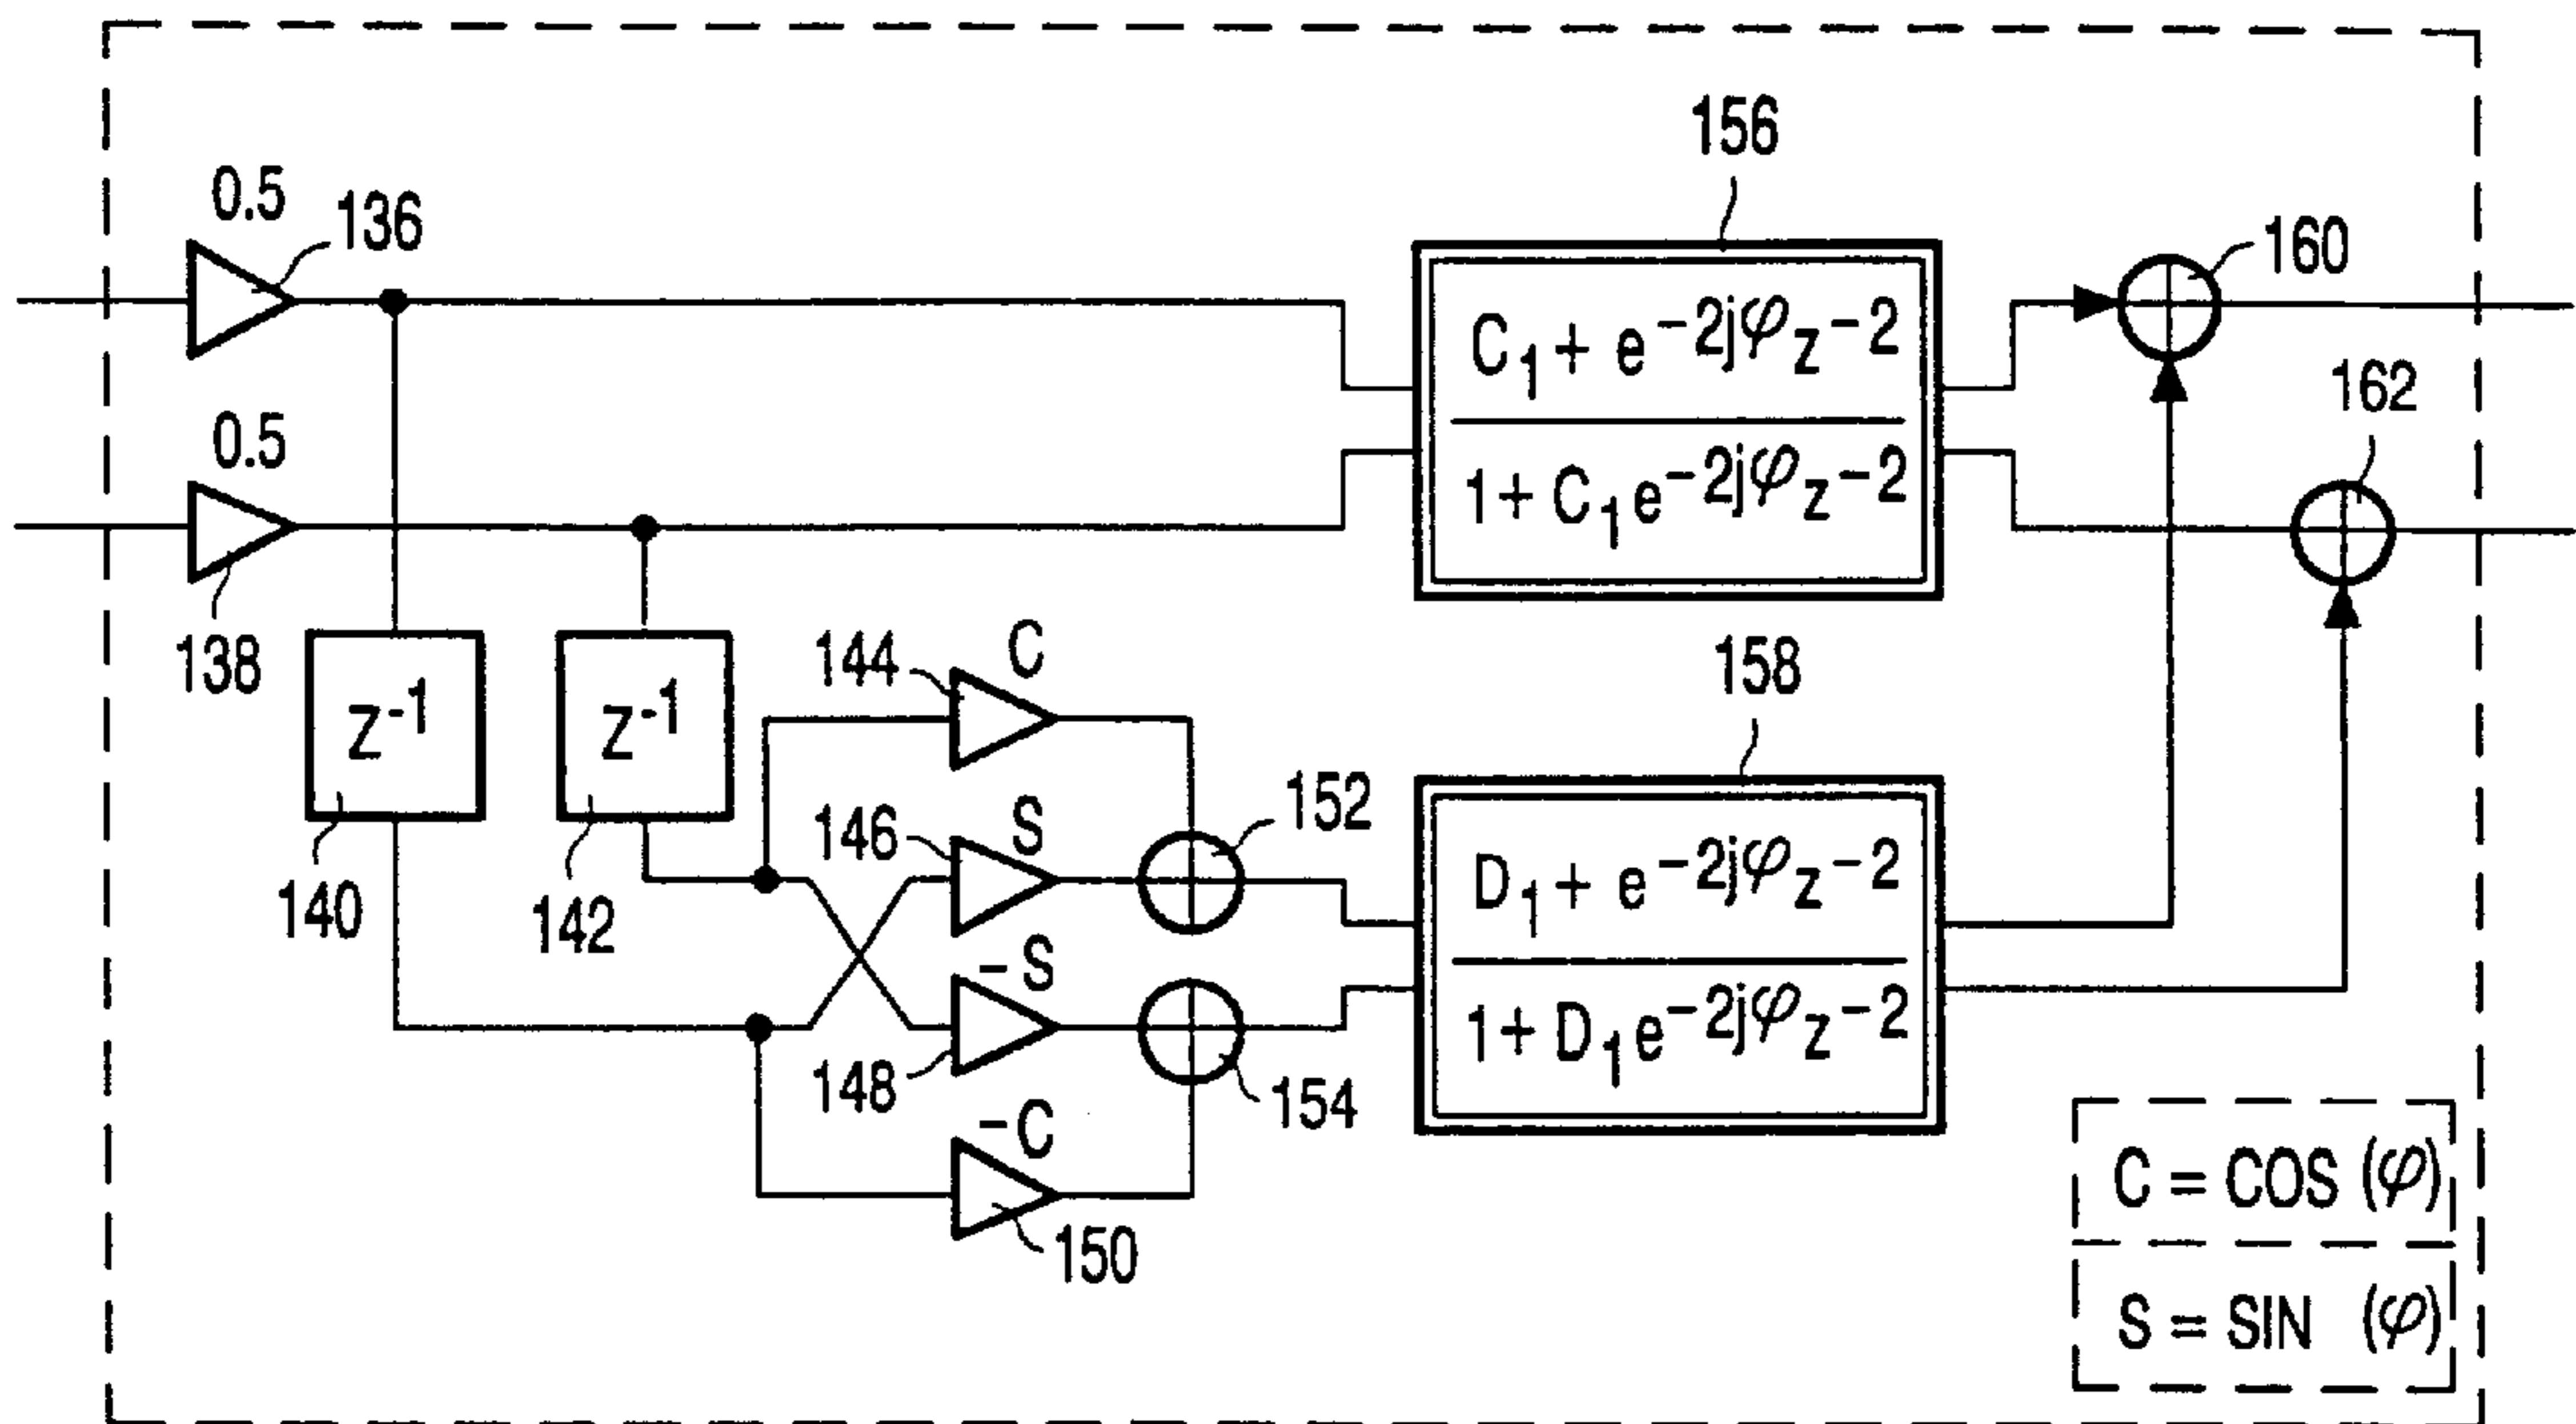 156
0.5
136
160
C₁ + e⁻²ʲᵠz⁻²
1 + C₁e⁻²ʲᵠz⁻²
162
0.5
138
144
C
158
Z⁻¹
Z⁻¹
146
S
152
140
142
D₁ + e⁻²ʲᵠz⁻²
1 + D₁e⁻²ʲᵠz⁻²
-S
148
154
-C
150
C = COS (φ)
S = SIN (φ)